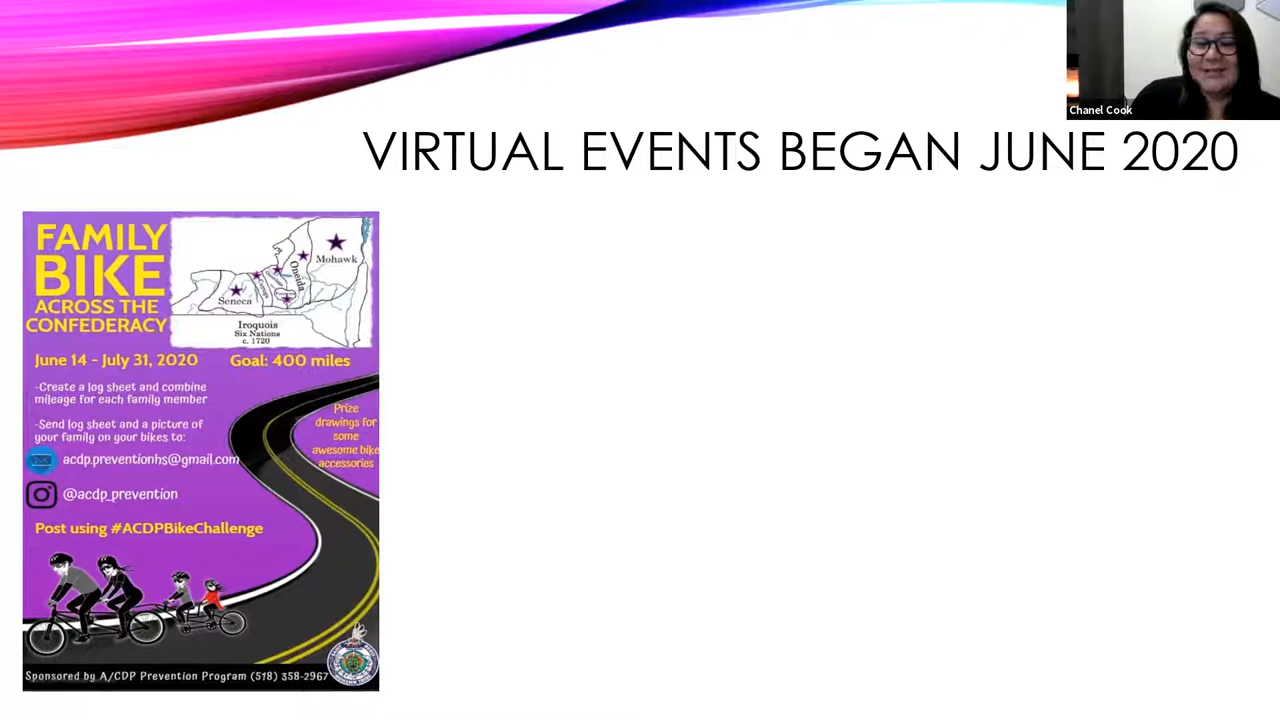 Chanel Cook
VIRTUAL EVENTS BEGAN JUNE 2020
FAMILY
BIKE
ACROSS THE
CONFEDERACY
Mohawk
Oneida
Seneca
Iroquois
Six Nations
c. 1720
June 14 - July 31, 2020
Goal: 400 miles
-Create a log sheet and combine
mileage for each family member
-Send log sheet and a picture of
your family on your bikes to:
acdp.preventionhs@gmail.com
@acdp_prevention
Post using #ACDPBikeChallenge
Prize
drawings for
some
awesome bike
accessories
Sponsored by A/CDP Prevention Program (518) 358-2967